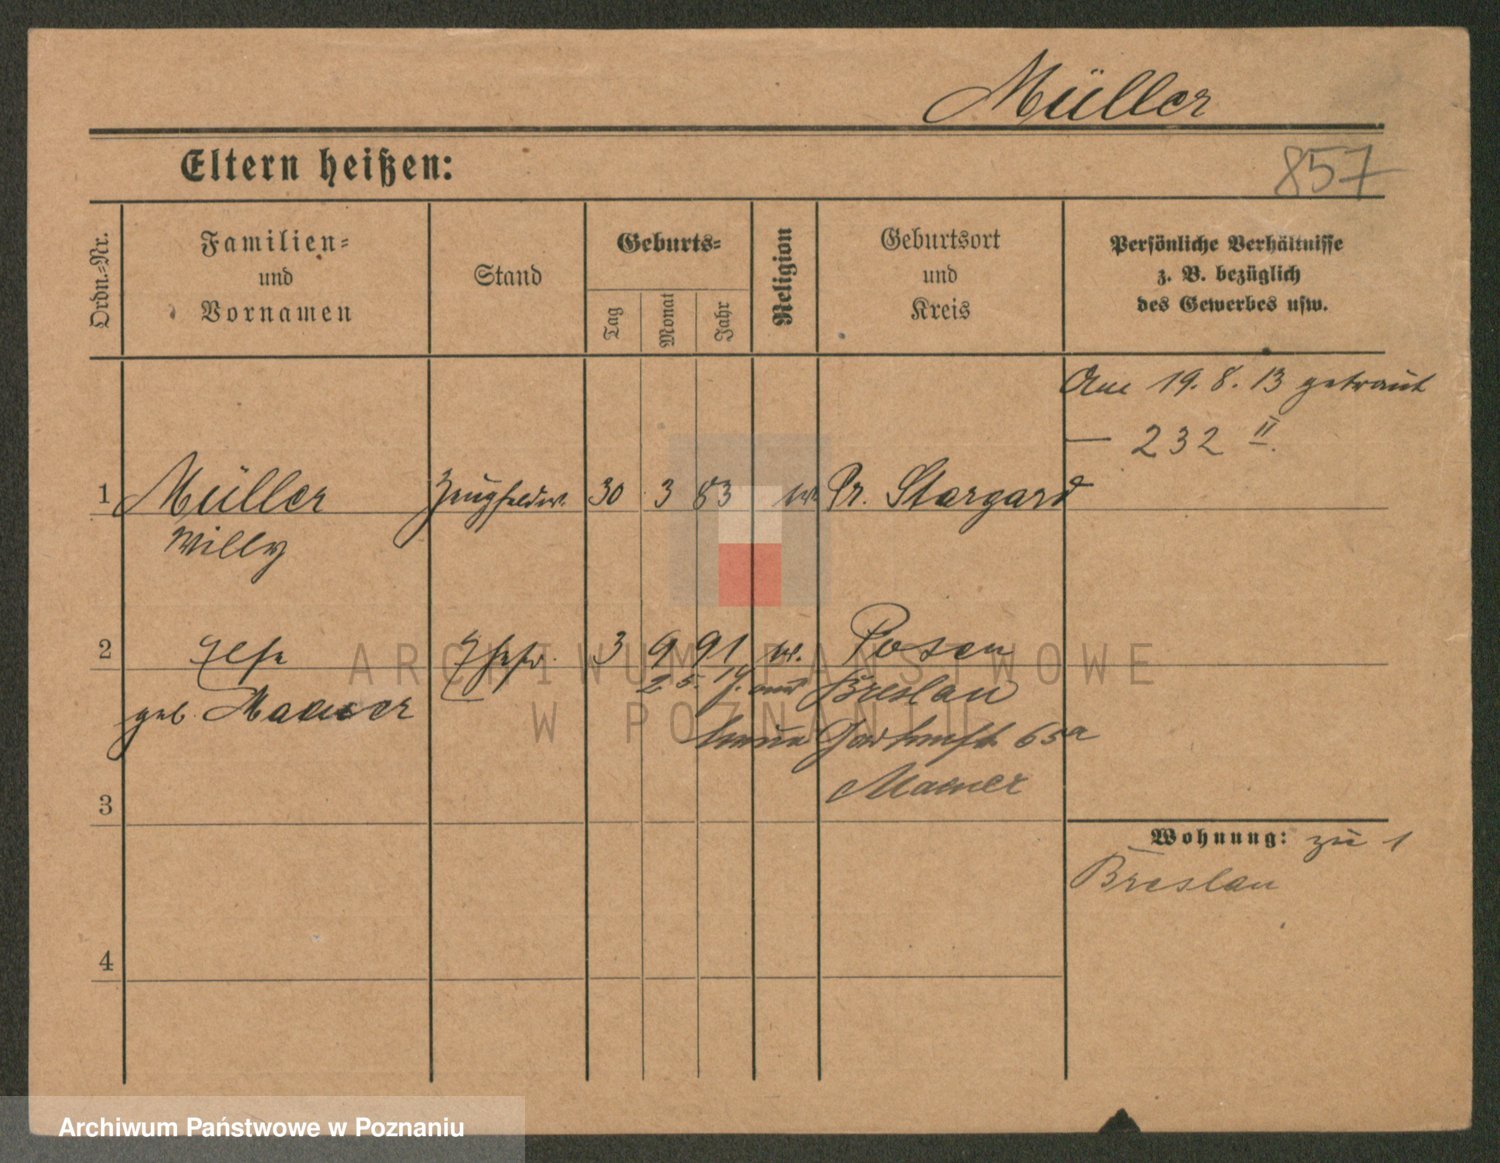 Müller
Eltern heißen:
857
Ordn.-Nr.
Familien-
und
Vornamen
Stand
Geburts-
Tag
Monat
Jahr
Religion
Geburtsort
und
Kreis
Persönliche Verhältnisse
z. B. bezüglich
des Gewerbes usw.
Am 19. 8. 13 getraut
— 232 II.
1 Müller Zeugfeldw. 30 3 83 Pr. Stargard
Willy
2 Else Ehefr. 3 9 91 Posen
geb.
Breslau
65a
3
Wohnung: zu 1
Breslau
4
ARCHIWUM PAŃSTWOWE
W POZNANIU
Archiwum Państwowe w Poznaniu